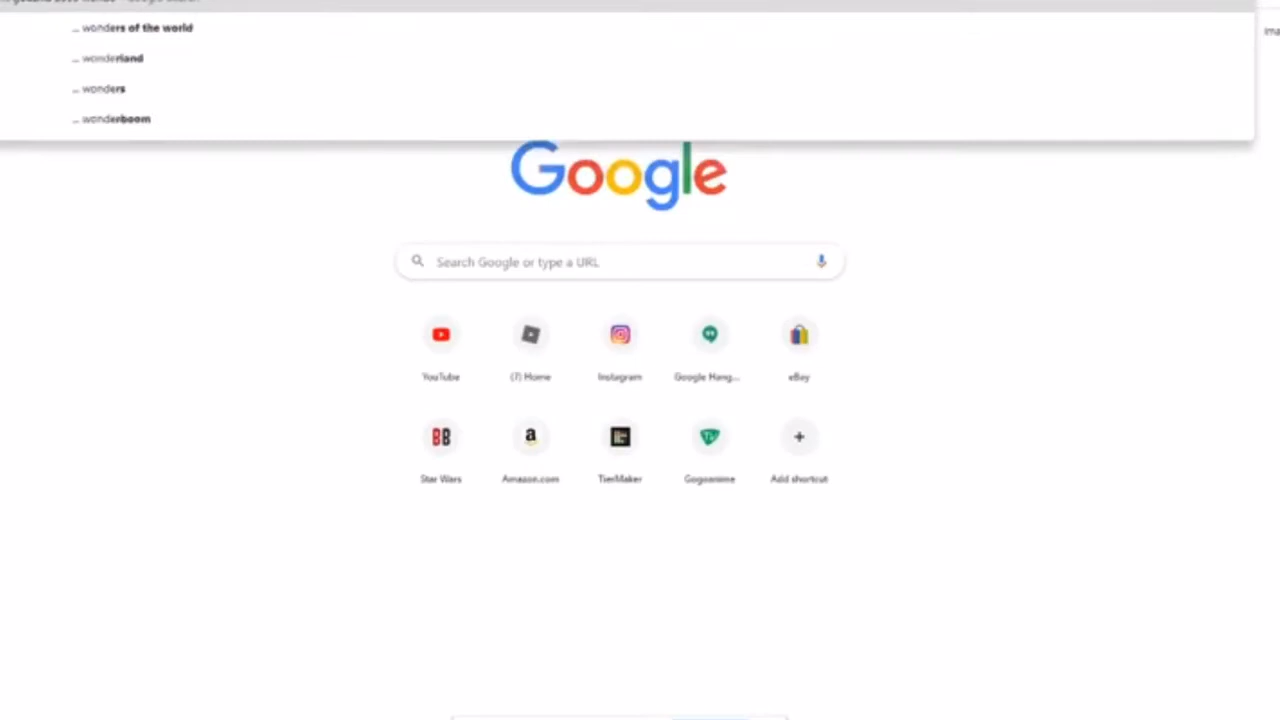 ... wonders of the world
... wonderland
... wonders
... wonderboom
Google
Search Google or type a URL
YouTube
(7) Home
Instagram
Google Hang...
eBay
BB
a
TierMaker
Star Wars
Amazon.com
Gogoanime
Add shortcut